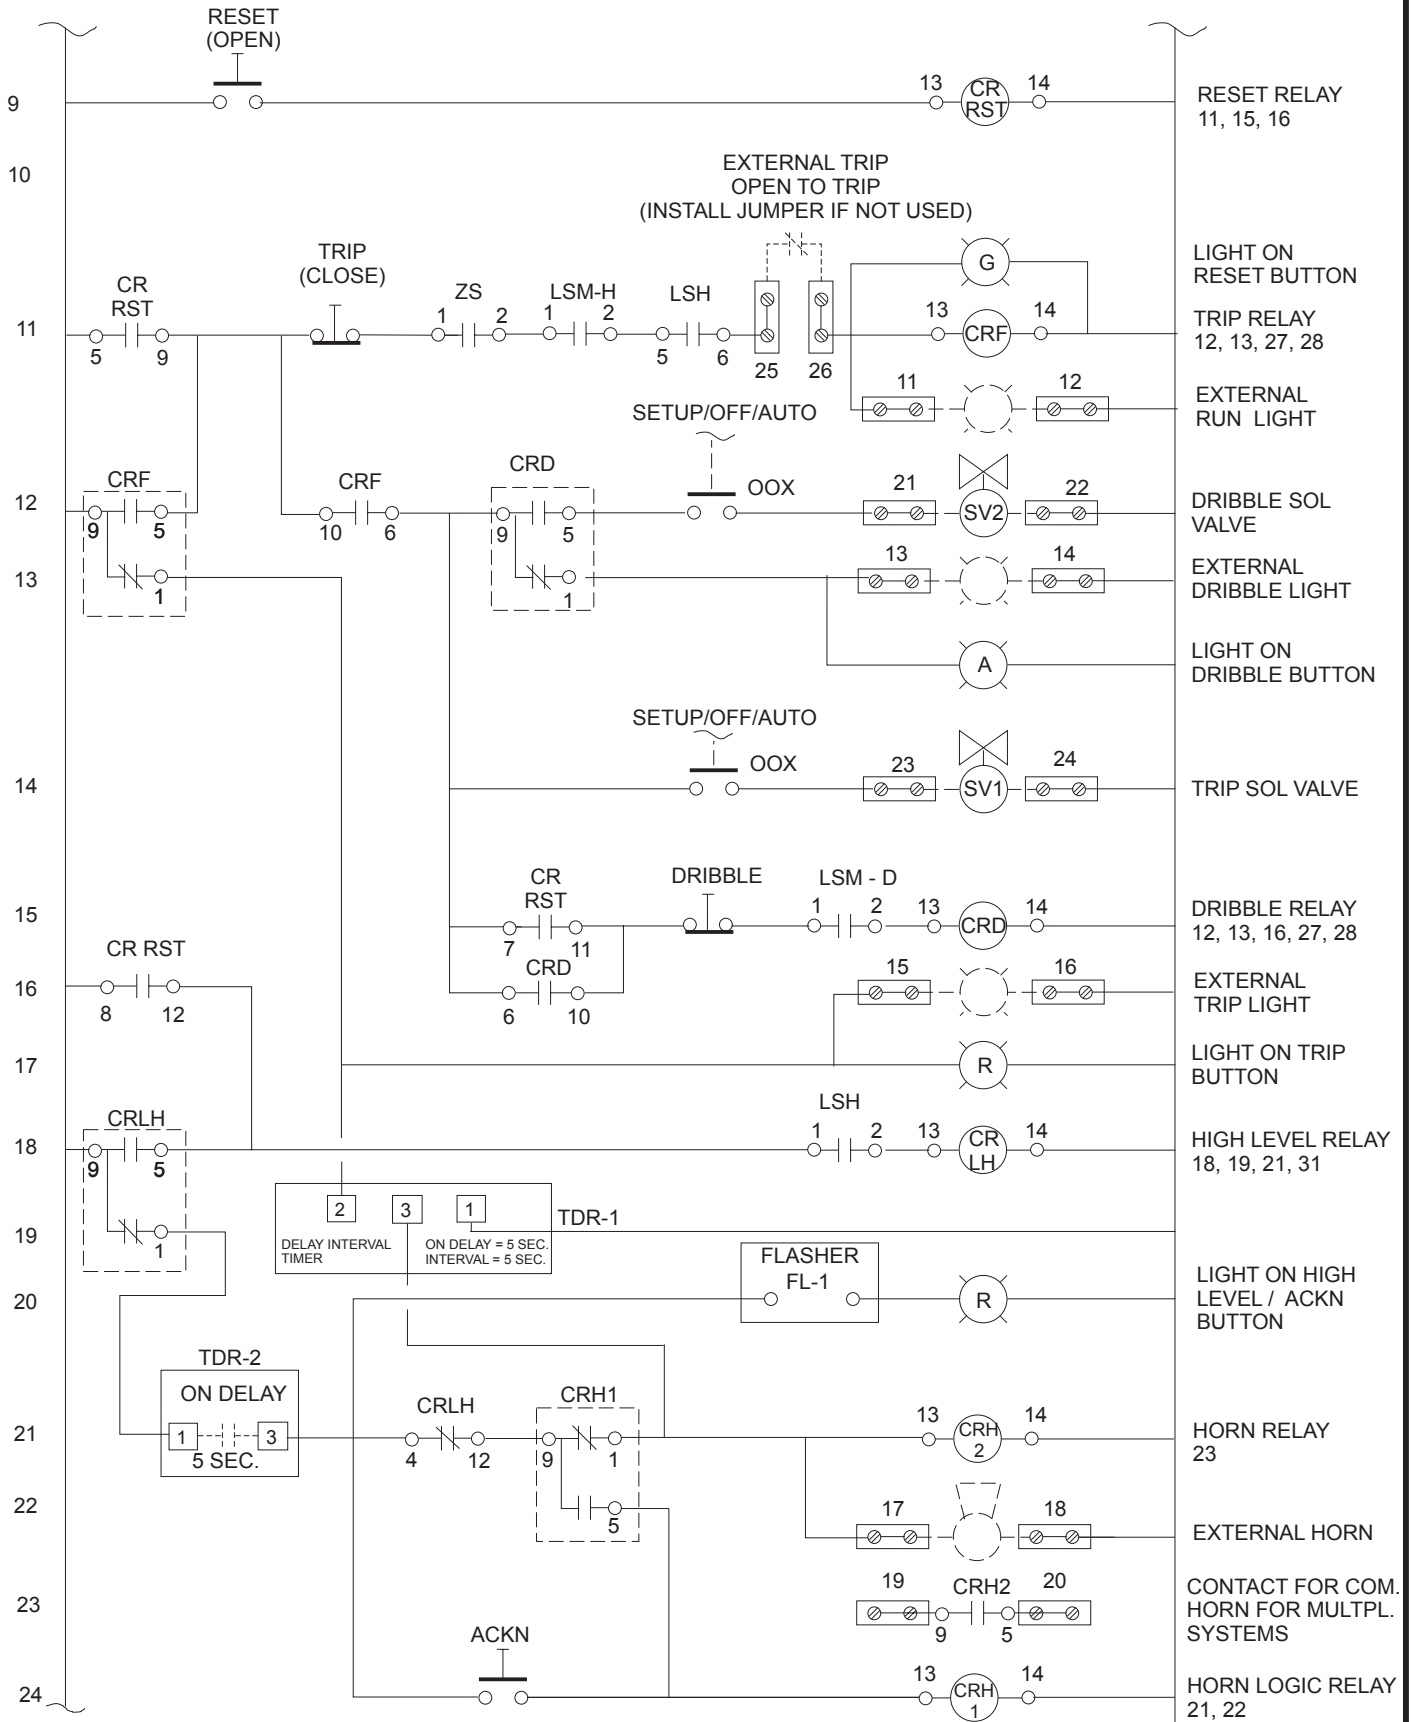 RESET
(OPEN)
9
13
CR
RST
14
RESET RELAY
11, 15, 16
10
EXTERNAL TRIP
OPEN TO TRIP
(INSTALL JUMPER IF NOT USED)
TRIP
(CLOSE)
G
LIGHT ON
RESET BUTTON
CR
RST
ZS
LSM-H
LSH
11
5
9
1
2
1
2
5
6
25
26
13
CRF
14
TRIP RELAY
12, 13, 27, 28
11
12
EXTERNAL
RUN LIGHT
SETUP/OFF/AUTO
12
CRF
9
5
CRF
10
6
CRD
9
5
OOX
21
SV2
22
DRIBBLE SOL
VALVE
13
1
1
13
14
EXTERNAL
DRIBBLE LIGHT
A
LIGHT ON
DRIBBLE BUTTON
SETUP/OFF/AUTO
OOX
14
23
SV1
24
TRIP SOL VALVE
15
CR
RST
7
11
DRIBBLE
LSM - D
1
2
13
CRD
14
DRIBBLE RELAY
12, 13, 16, 27, 28
CR RST
16
8
12
CRD
6
10
15
16
EXTERNAL
TRIP LIGHT
17
R
LIGHT ON TRIP
BUTTON
18
CRLH
9
5
LSH
1
2
13
CR
LH
14
HIGH LEVEL RELAY
18, 19, 21, 31
19
1
2
3
1
TDR-1
DELAY INTERVAL
TIMER
ON DELAY = 5 SEC.
INTERVAL = 5 SEC.
20
FLASHER
FL-1
R
LIGHT ON HIGH
LEVEL / ACKN
BUTTON
TDR-2
ON DELAY
21
1
3
5 SEC.
CRLH
4
12
CRH1
9
1
13
CRH
2
14
HORN RELAY
23
22
5
17
18
EXTERNAL HORN
23
19
CRH2
20
9
5
CONTACT FOR COM.
HORN FOR MULTPL.
SYSTEMS
ACKN
24
13
CRH
1
14
HORN LOGIC RELAY
21, 22